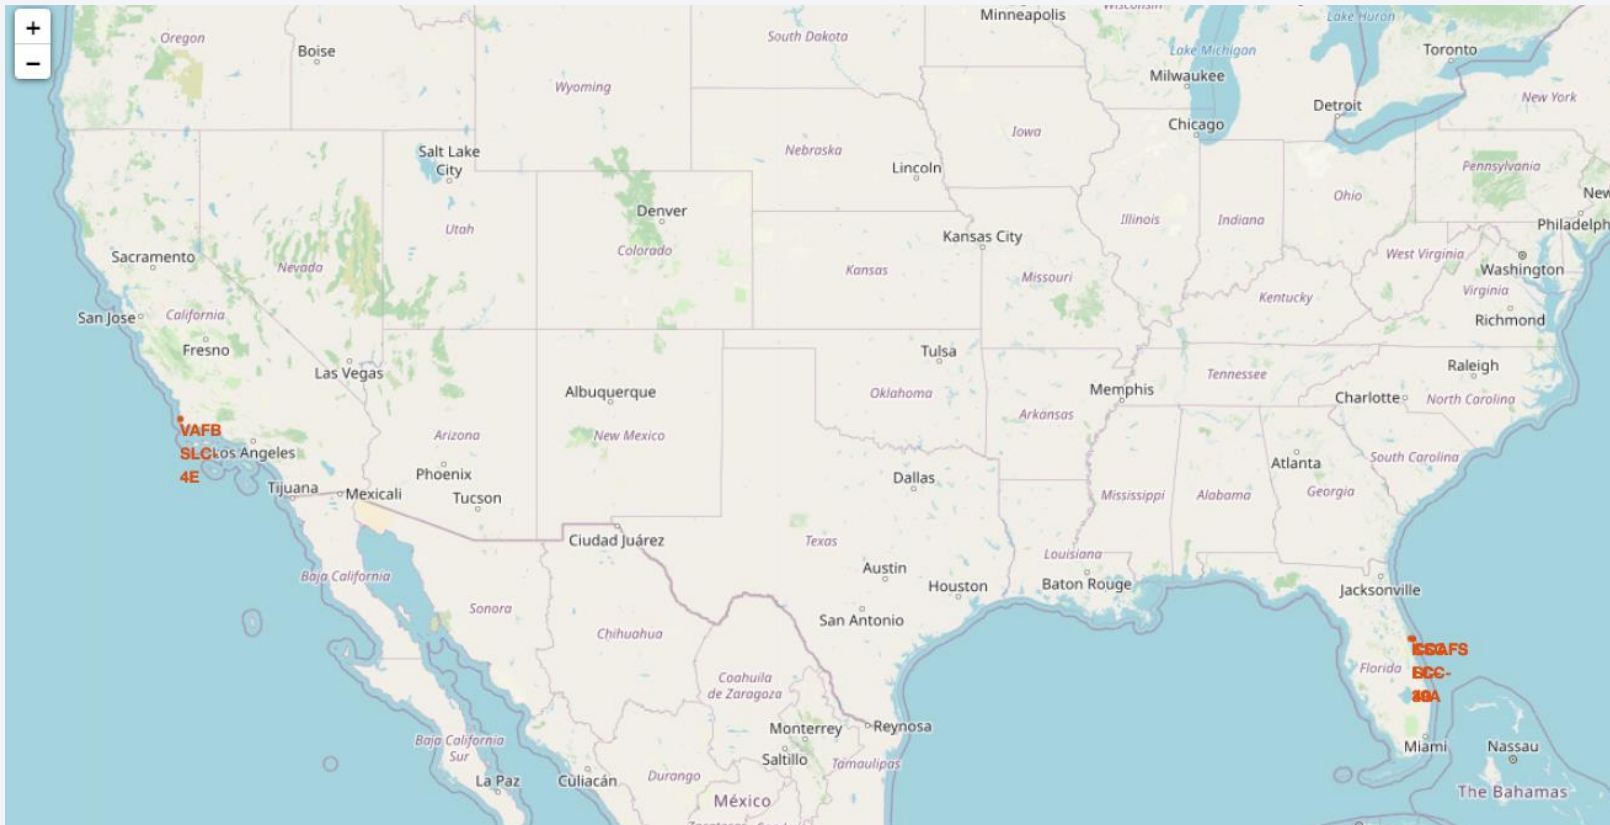 +
−
Oregon
Boise
South Dakota
Minneapolis
Wisconsin
Lake Huron
Toronto
Wyoming
Lake Michigan
Milwaukee
Detroit
New York
Iowa
Chicago
Salt Lake
City
Nebraska
Lincoln
Pennsylvania
Ohio
New
Philadelph
Denver
Utah
Colorado
Kansas City
Illinois
Indiana
Sacramento
Nevada
Kansas
Missouri
West Virginia
Washington
Virginia
Kentucky
San Jose
California
Richmond
Fresno
Las Vegas
Tulsa
Raleigh
Tennessee
Albuquerque
Oklahoma
Memphis
Charlotte
North Carolina
Arkansas
VAFB
SLC-
4E
Los Angeles
Arizona
New Mexico
South Carolina
Atlanta
Phoenix
Dallas
Tijuana
Mexicali
Tucson
Mississippi
Alabama
Georgia
Ciudad Juárez
Texas
Louisiana
Baja California
Austin
Houston
Baton Rouge
Jacksonville
Sonora
San Antonio
Chihuahua
Florida
Coahuila
de Zaragoza
Baja California
Sur
Monterrey
Reynosa
Miami
Nassau
Saltillo
Tamaulipas
La Paz
Culiacán
Durango
México
The Bahamas